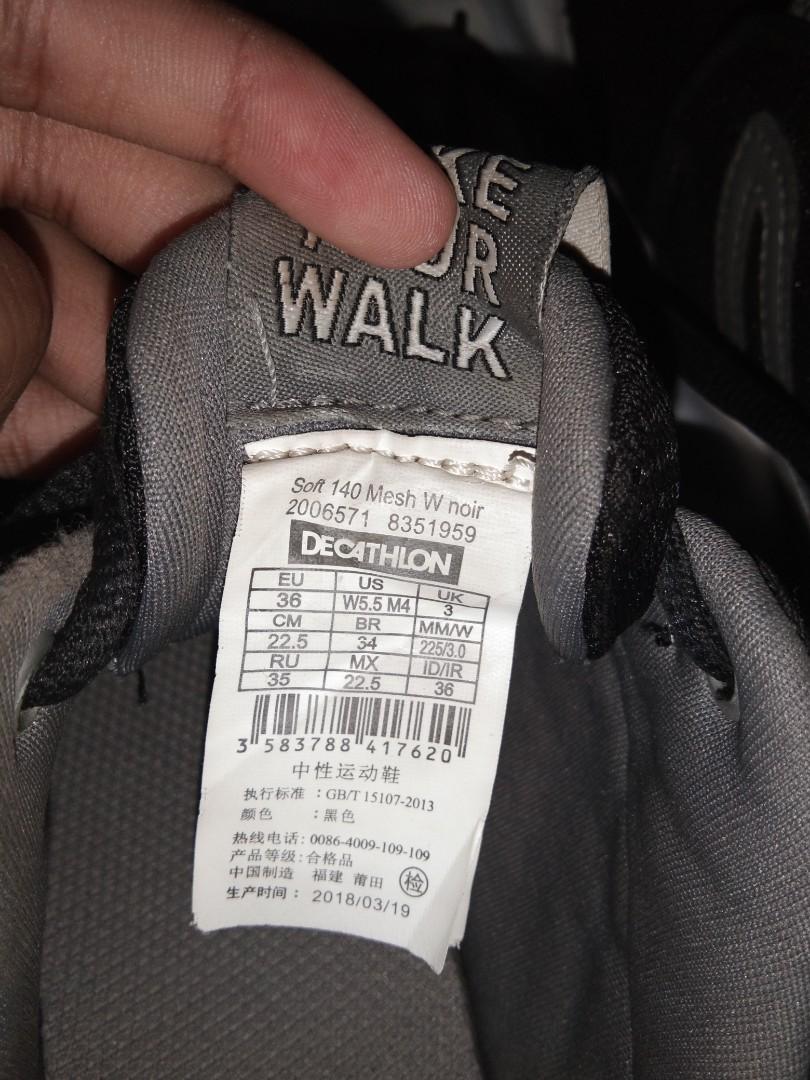 WALK
Soft 140 Mesh W noir
2006571 8351959
DECATHLON
EU US UK
36 W5.5 M4 3
CM BR MM/W
22.5 34 225/3.0
RU MX ID/IR
35 22.5 36
3 583788 417620
中性运动鞋
执行标准 ：GB/T 15107-2013
颜色 ：黑色
热线电话：0086-4009-109-109
产品等级：合格品
中国制造 福建 莆田 检
生产时间： 2018/03/19